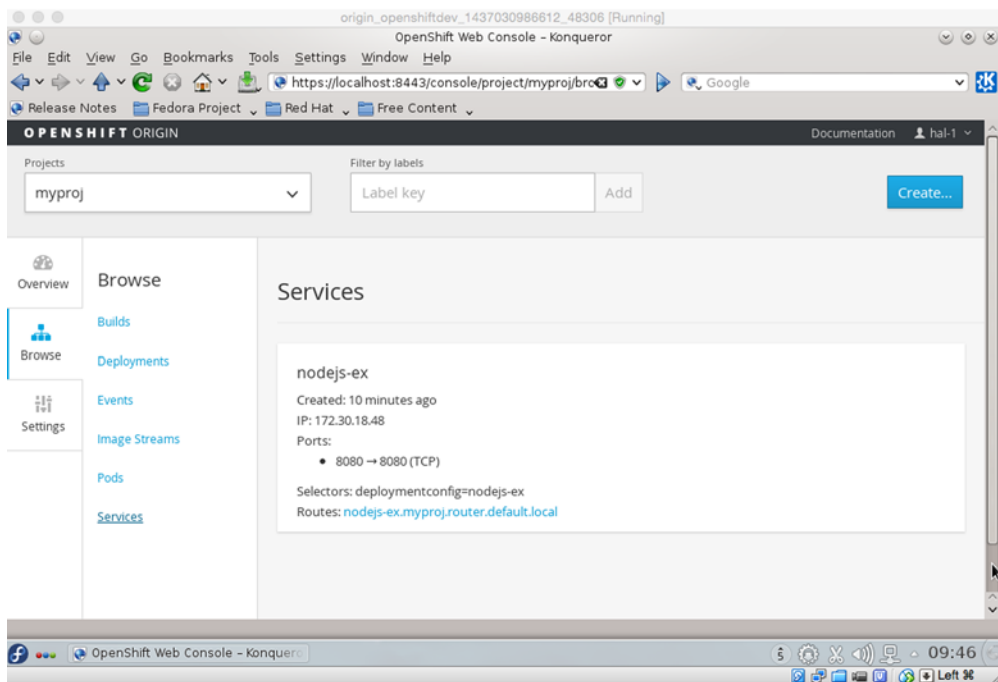 origin_openshiftdev_1437030986612_48306 [Running]
OpenShift Web Console – Konqueror
File Edit View Go Bookmarks Tools Settings Window Help
https://localhost:8443/console/project/myproj/bro
Google
Release Notes Fedora Project Red Hat Free Content
OPENSHIFT ORIGIN Documentation hal-1
Projects Filter by labels
myproj Label key Add Create...
Overview
Browse
Settings
Browse
Builds
Deployments
Events
Image Streams
Pods
Services
Services
nodejs-ex
Created: 10 minutes ago
IP: 172.30.18.48
Ports:
• 8080 → 8080 (TCP)
Selectors: deploymentconfig=nodejs-ex
Routes: nodejs-ex.myproj.router.default.local
OpenShift Web Console – Konquero
09:46
Left ⌘